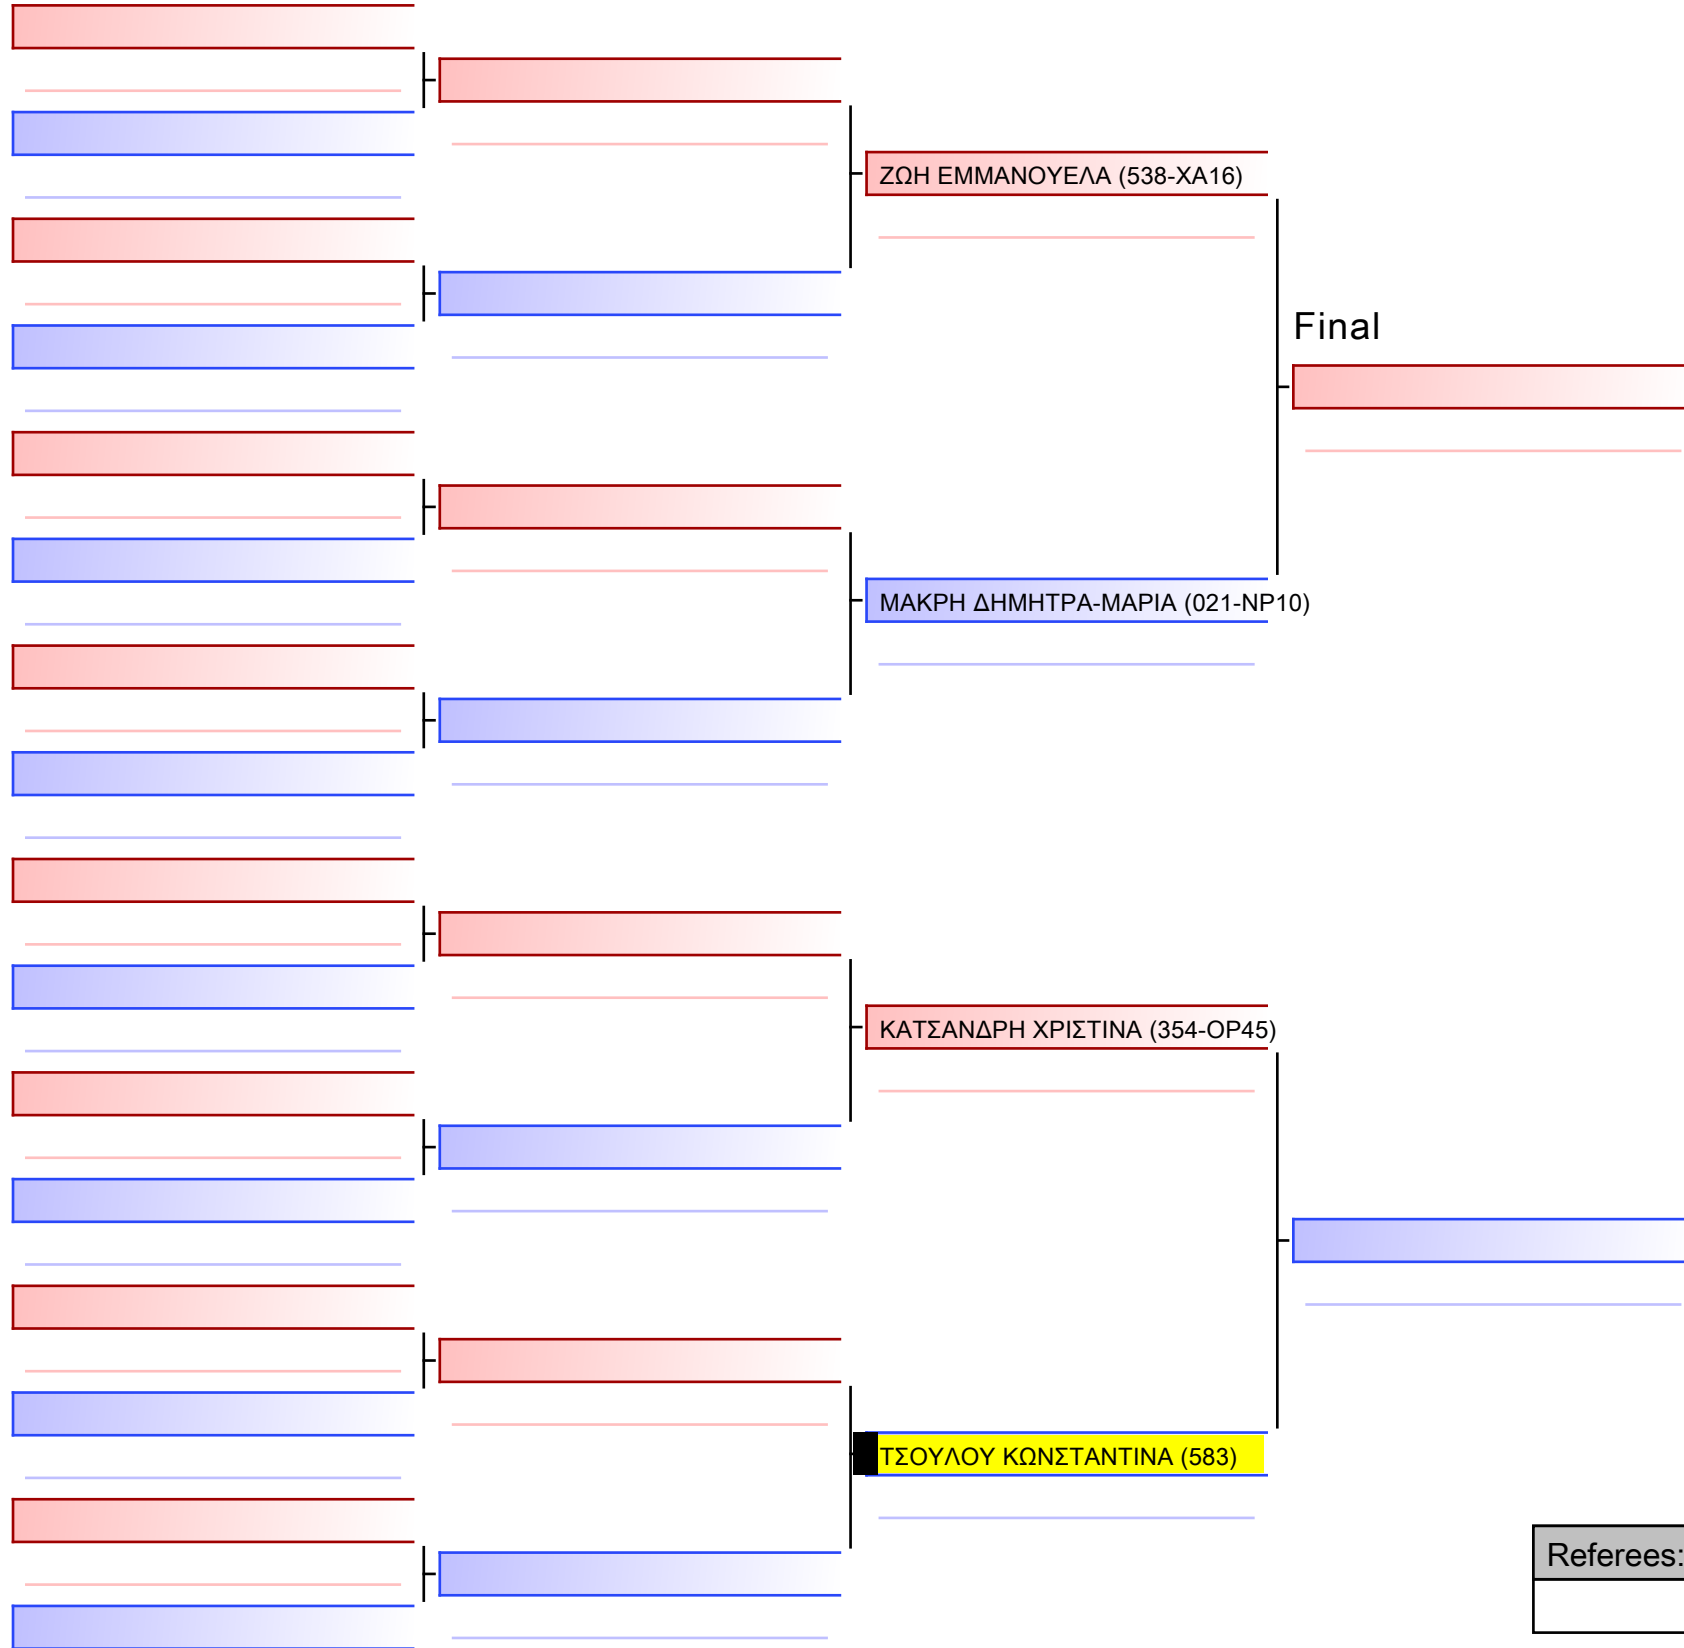 ΖΩΗ ΕΜΜΑΝΟΥΕΛΑ (538-ΧΑ16)
Final
ΜΑΚΡΗ ΔΗΜΗΤΡΑ-ΜΑΡΙΑ (021-ΝΡ10)
ΚΑΤΣΑΝΔΡΗ ΧΡΙΣΤΙΝΑ (354-ΟΡ45)
ΤΣΟΥΛΟΥ ΚΩΝΣΤΑΝΤΙΝΑ (583)
Referees: